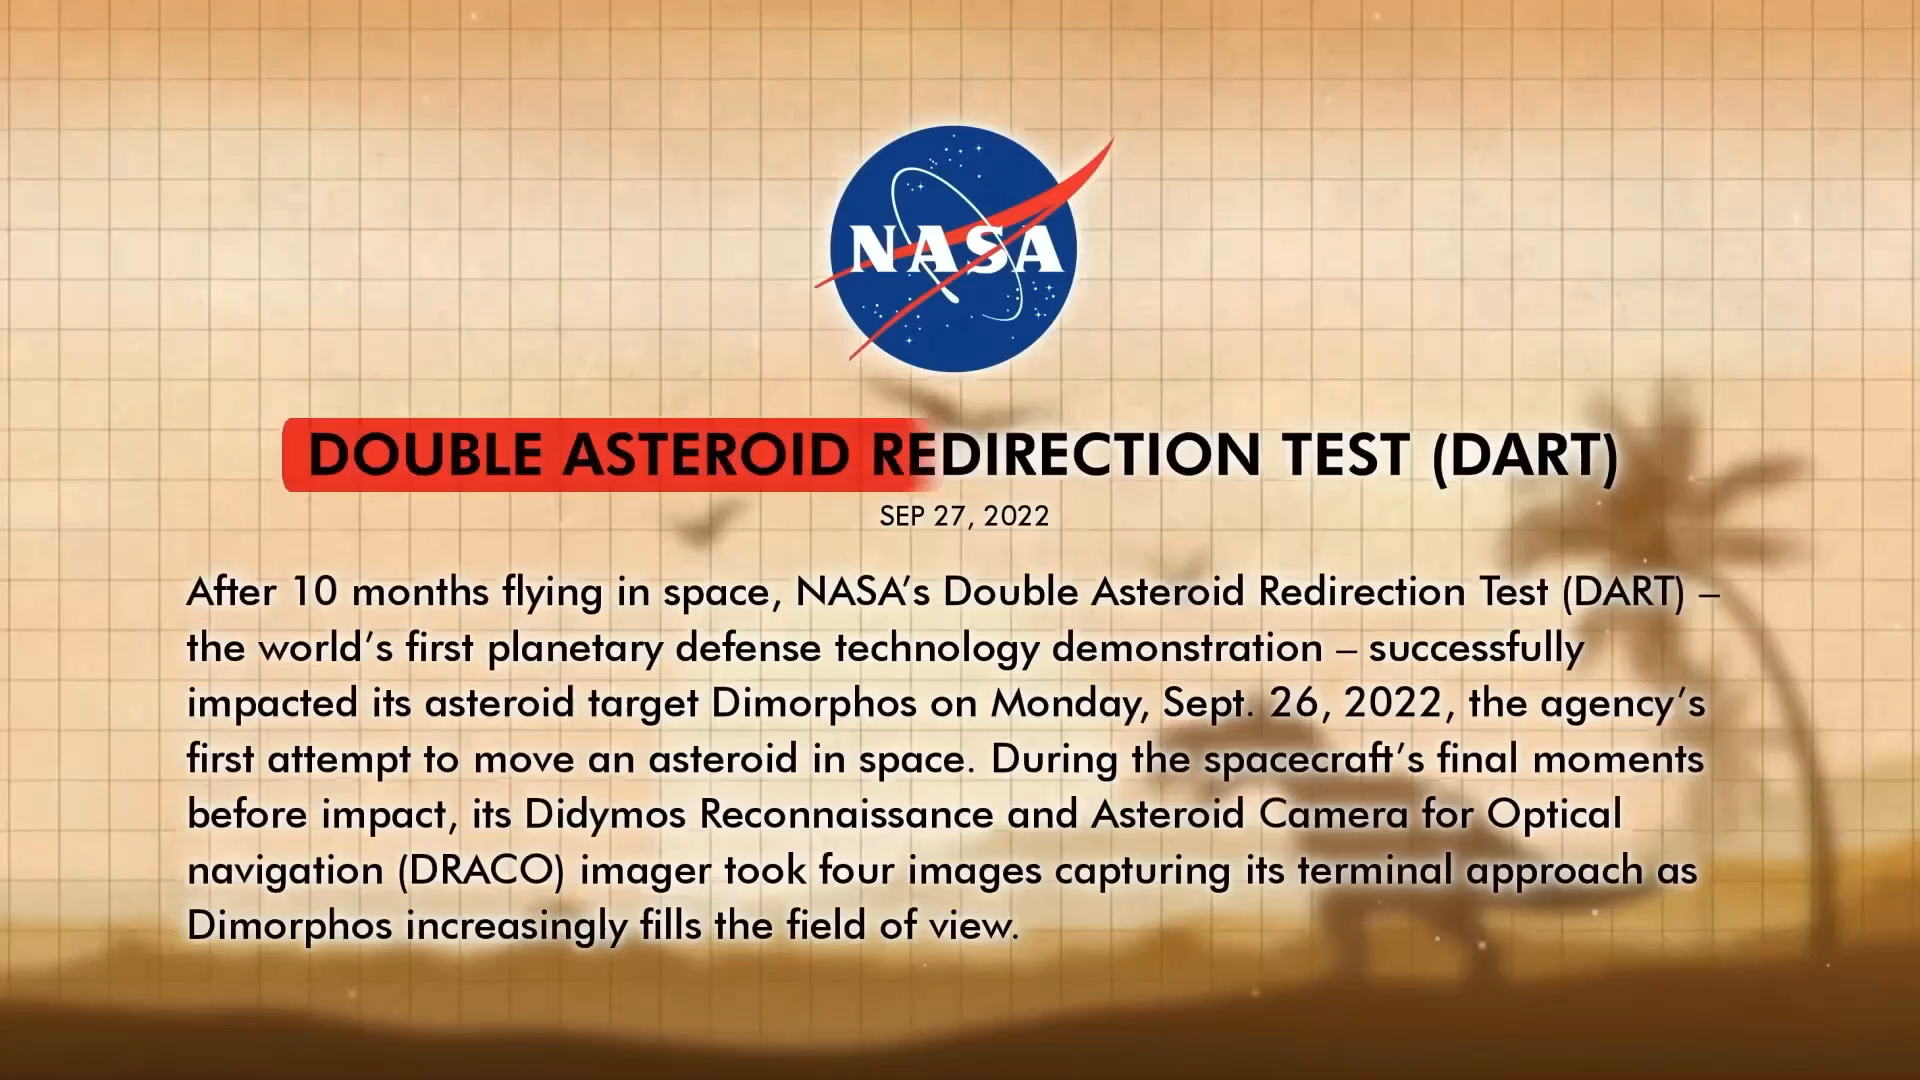 NASA
DOUBLE ASTEROID REDIRECTION TEST (DART)
SEP 27, 2022
After 10 months flying in space, NASA’s Double Asteroid Redirection Test (DART) –
the world’s first planetary defense technology demonstration – successfully
impacted its asteroid target Dimorphos on Monday, Sept. 26, 2022, the agency’s
first attempt to move an asteroid in space. During the spacecraft’s final moments
before impact, its Didymos Reconnaissance and Asteroid Camera for Optical
navigation (DRACO) imager took four images capturing its terminal approach as
Dimorphos increasingly fills the field of view.